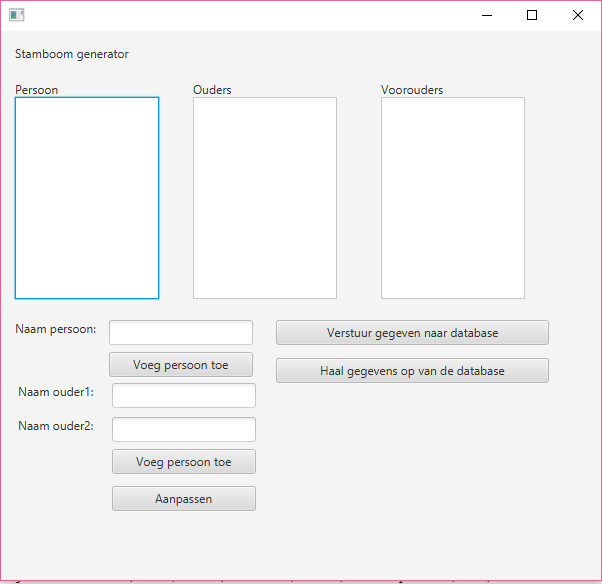 Stamboom generator
Persoon Ouders Voorouders
Naam persoon: Verstuur gegeven naar database
Voeg persoon toe Haal gegevens op van de database
Naam ouder1:
Naam ouder2:
Voeg persoon toe
Aanpassen